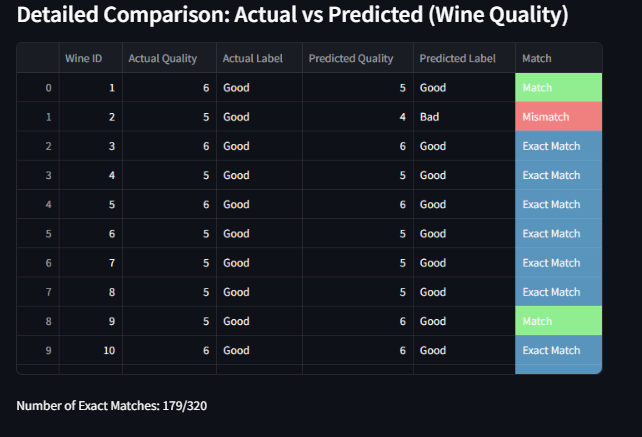 Detailed Comparison: Actual vs Predicted (Wine Quality)
Wine ID Actual Quality Actual Label Predicted Quality Predicted Label Match
0 1 6 Good 5 Good Match
1 2 5 Good 4 Bad Mismatch
2 3 6 Good 6 Good Exact Match
3 4 5 Good 5 Good Exact Match
4 5 6 Good 6 Good Exact Match
5 6 5 Good 5 Good Exact Match
6 7 5 Good 5 Good Exact Match
7 8 5 Good 5 Good Exact Match
8 9 5 Good 6 Good Match
9 10 6 Good 6 Good Exact Match
Number of Exact Matches: 179/320